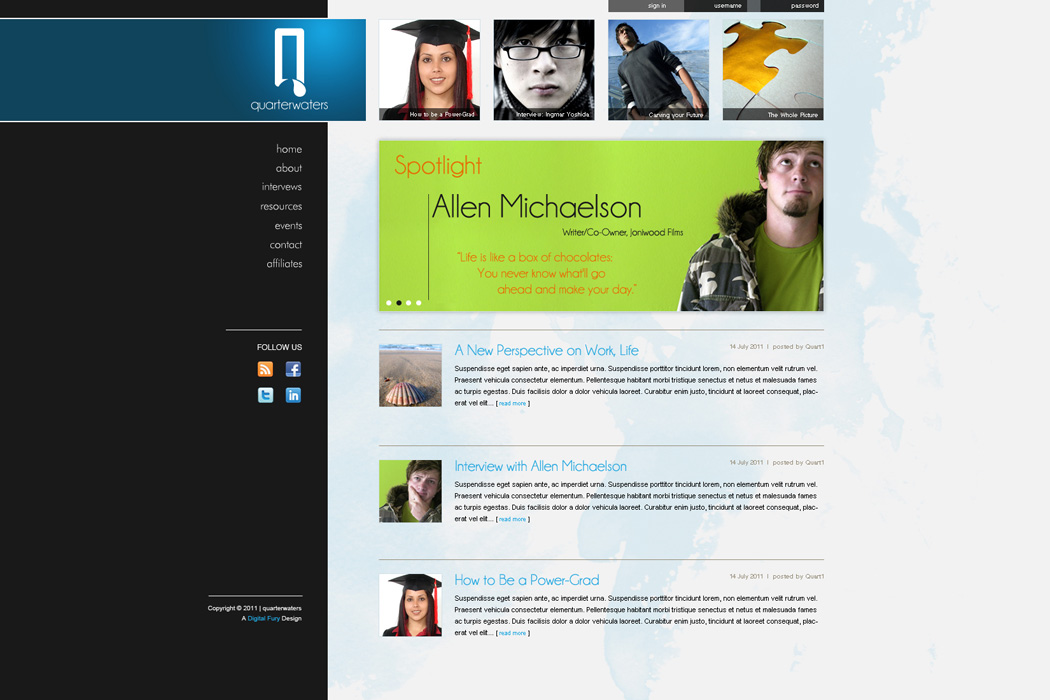 sign in username password
quarterwaters
How to be a Power-Grad
Interview: Ingmar Yoshida
Carving your Future
The Whole Picture
home
about
intervews
resources
events
contact
affiliates
FOLLOW US
Spotlight
Allen Michaelson
Writer/Co-Owner, Joniwood Films
"Life is like a box of chocolates:
You never know what'll go
ahead and make your day."
A New Perspective on Work, Life
14 July 2011 | posted by Quart1
Suspendisse eget sapien ante, ac imperdiet urna. Suspendisse porttitor tincidunt lorem, non elementum velit rutrum vel.
Praesent vehicula consectetur elementum. Pellentesque habitant morbi tristique senectus et netus et malesuada fames
ac turpis egestas. Duis facilisis dolor a dolor vehicula laoreet. Curabitur enim justo, tincidunt at laoreet consequat, plac-
erat vel elit.... [ read more ]
Interview with Allen Michaelson
14 July 2011 | posted by Quart1
Suspendisse eget sapien ante, ac imperdiet urna. Suspendisse porttitor tincidunt lorem, non elementum velit rutrum vel.
Praesent vehicula consectetur elementum. Pellentesque habitant morbi tristique senectus et netus et malesuada fames
ac turpis egestas. Duis facilisis dolor a dolor vehicula laoreet. Curabitur enim justo, tincidunt at laoreet consequat, plac-
erat vel elit.... [ read more ]
How to Be a Power-Grad
14 July 2011 | posted by Quart1
Suspendisse eget sapien ante, ac imperdiet urna. Suspendisse porttitor tincidunt lorem, non elementum velit rutrum vel.
Praesent vehicula consectetur elementum. Pellentesque habitant morbi tristique senectus et netus et malesuada fames
ac turpis egestas. Duis facilisis dolor a dolor vehicula laoreet. Curabitur enim justo, tincidunt at laoreet consequat, plac-
erat vel elit.... [ read more ]
Copyright © 2011 | quarterwaters
A Digital Fury Design